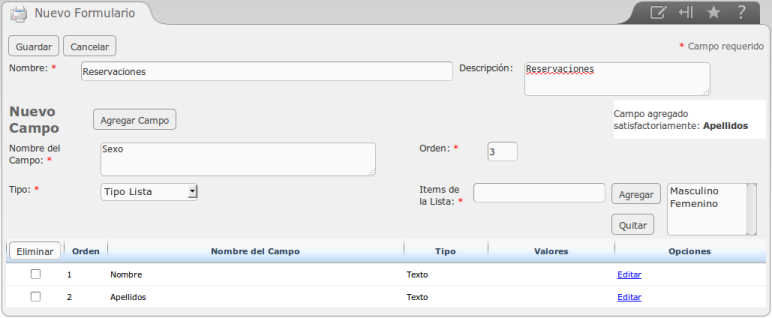 Nuevo Formulario
Guardar Cancelar * Campo requerido
Nombre: * Reservaciones Descripción: Reservaciones
Nuevo Campo Agregar Campo
Campo agregado
satisfactoriamente: Apellidos
Nombre del Campo: * Sexo Orden: * 3
Tipo: * Tipo Lista Items de la Lista: * Agregar Masculino
Femenino
Quitar
Eliminar Orden Nombre del Campo Tipo Valores Opciones
1 Nombre Texto Editar
2 Apellidos Texto Editar